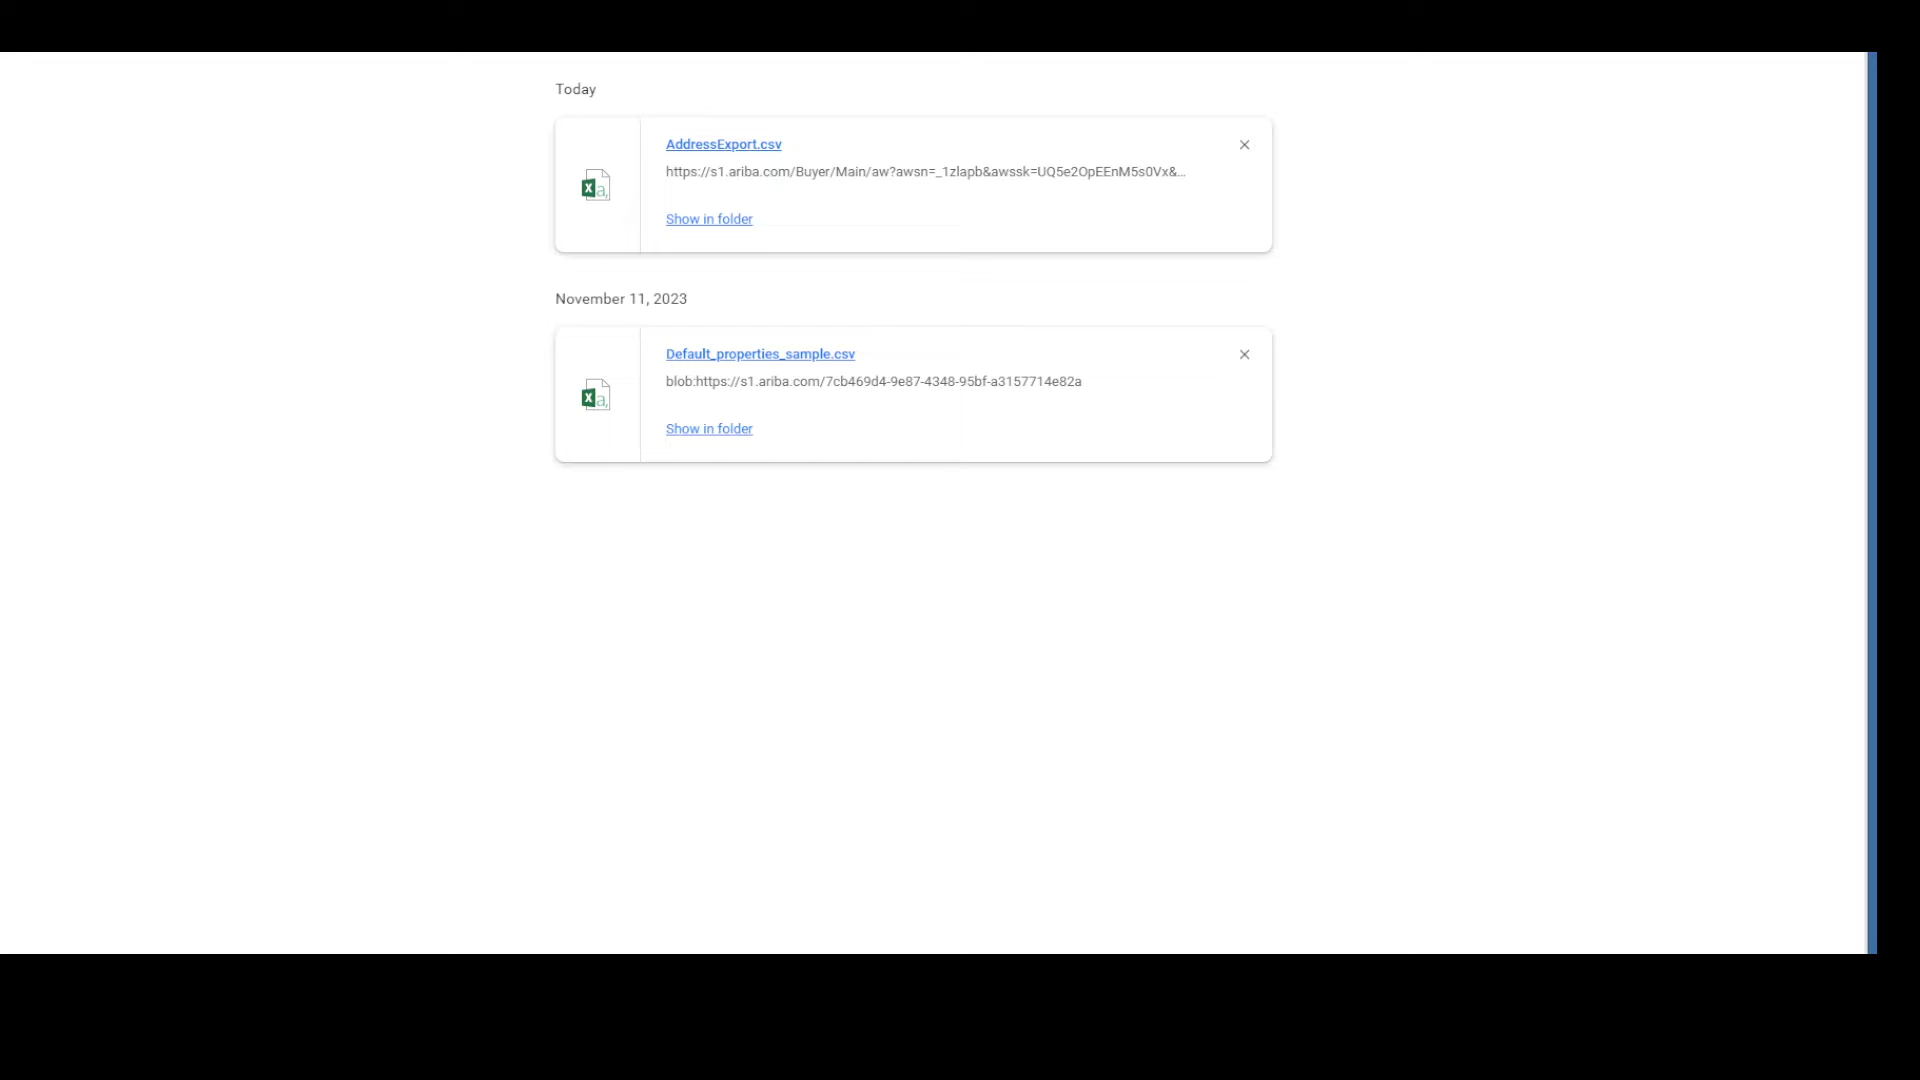 Today
AddressExport.csv
https://s1.ariba.com/Buyer/Main/aw?awsn=_1zlapb&awssk=UQ5e2OpEEnM5s0Vx&...
Show in folder
November 11, 2023
Default_properties_sample.csv
blob:https://s1.ariba.com/7cb469d4-9e87-4348-95bf-a3157714e82a
Show in folder